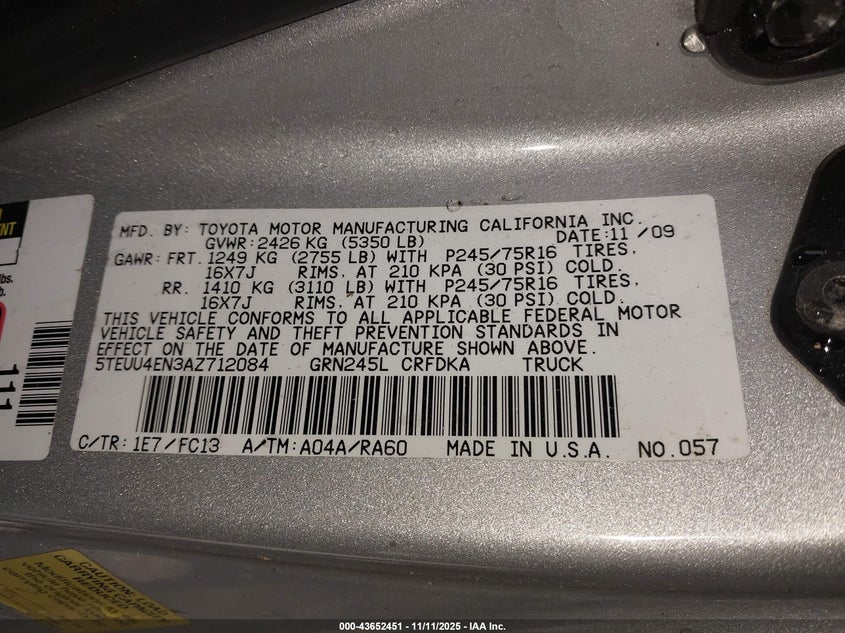 MFD. BY: TOYOTA MOTOR MANUFACTURING CALIFORNIA INC.
GVWR: 2426 KG (5350 LB) DATE: 11 /09
GAWR: FRT. 1249 KG (2755 LB) WITH P245/75R16 TIRES,
16X7J RIMS, AT 210 KPA (30 PSI) COLD.
RR. 1410 KG (3110 LB) WITH P245/75R16 TIRES,
16X7J RIMS, AT 210 KPA (30 PSI) COLD.
THIS VEHICLE CONFORMS TO ALL APPLICABLE FEDERAL MOTOR
VEHICLE SAFETY AND THEFT PREVENTION STANDARDS IN
EFFECT ON THE DATE OF MANUFACTURE SHOWN ABOVE.
5TEUU4EN3AZ712084 GRN245L CRFDKA TRUCK
C/TR: 1E7/FC13 A/TM: A04A/RA60 MADE IN U.S.A. NO.057
lbs.
111
000-43652451 - 11/11/2025 - IAA Inc.